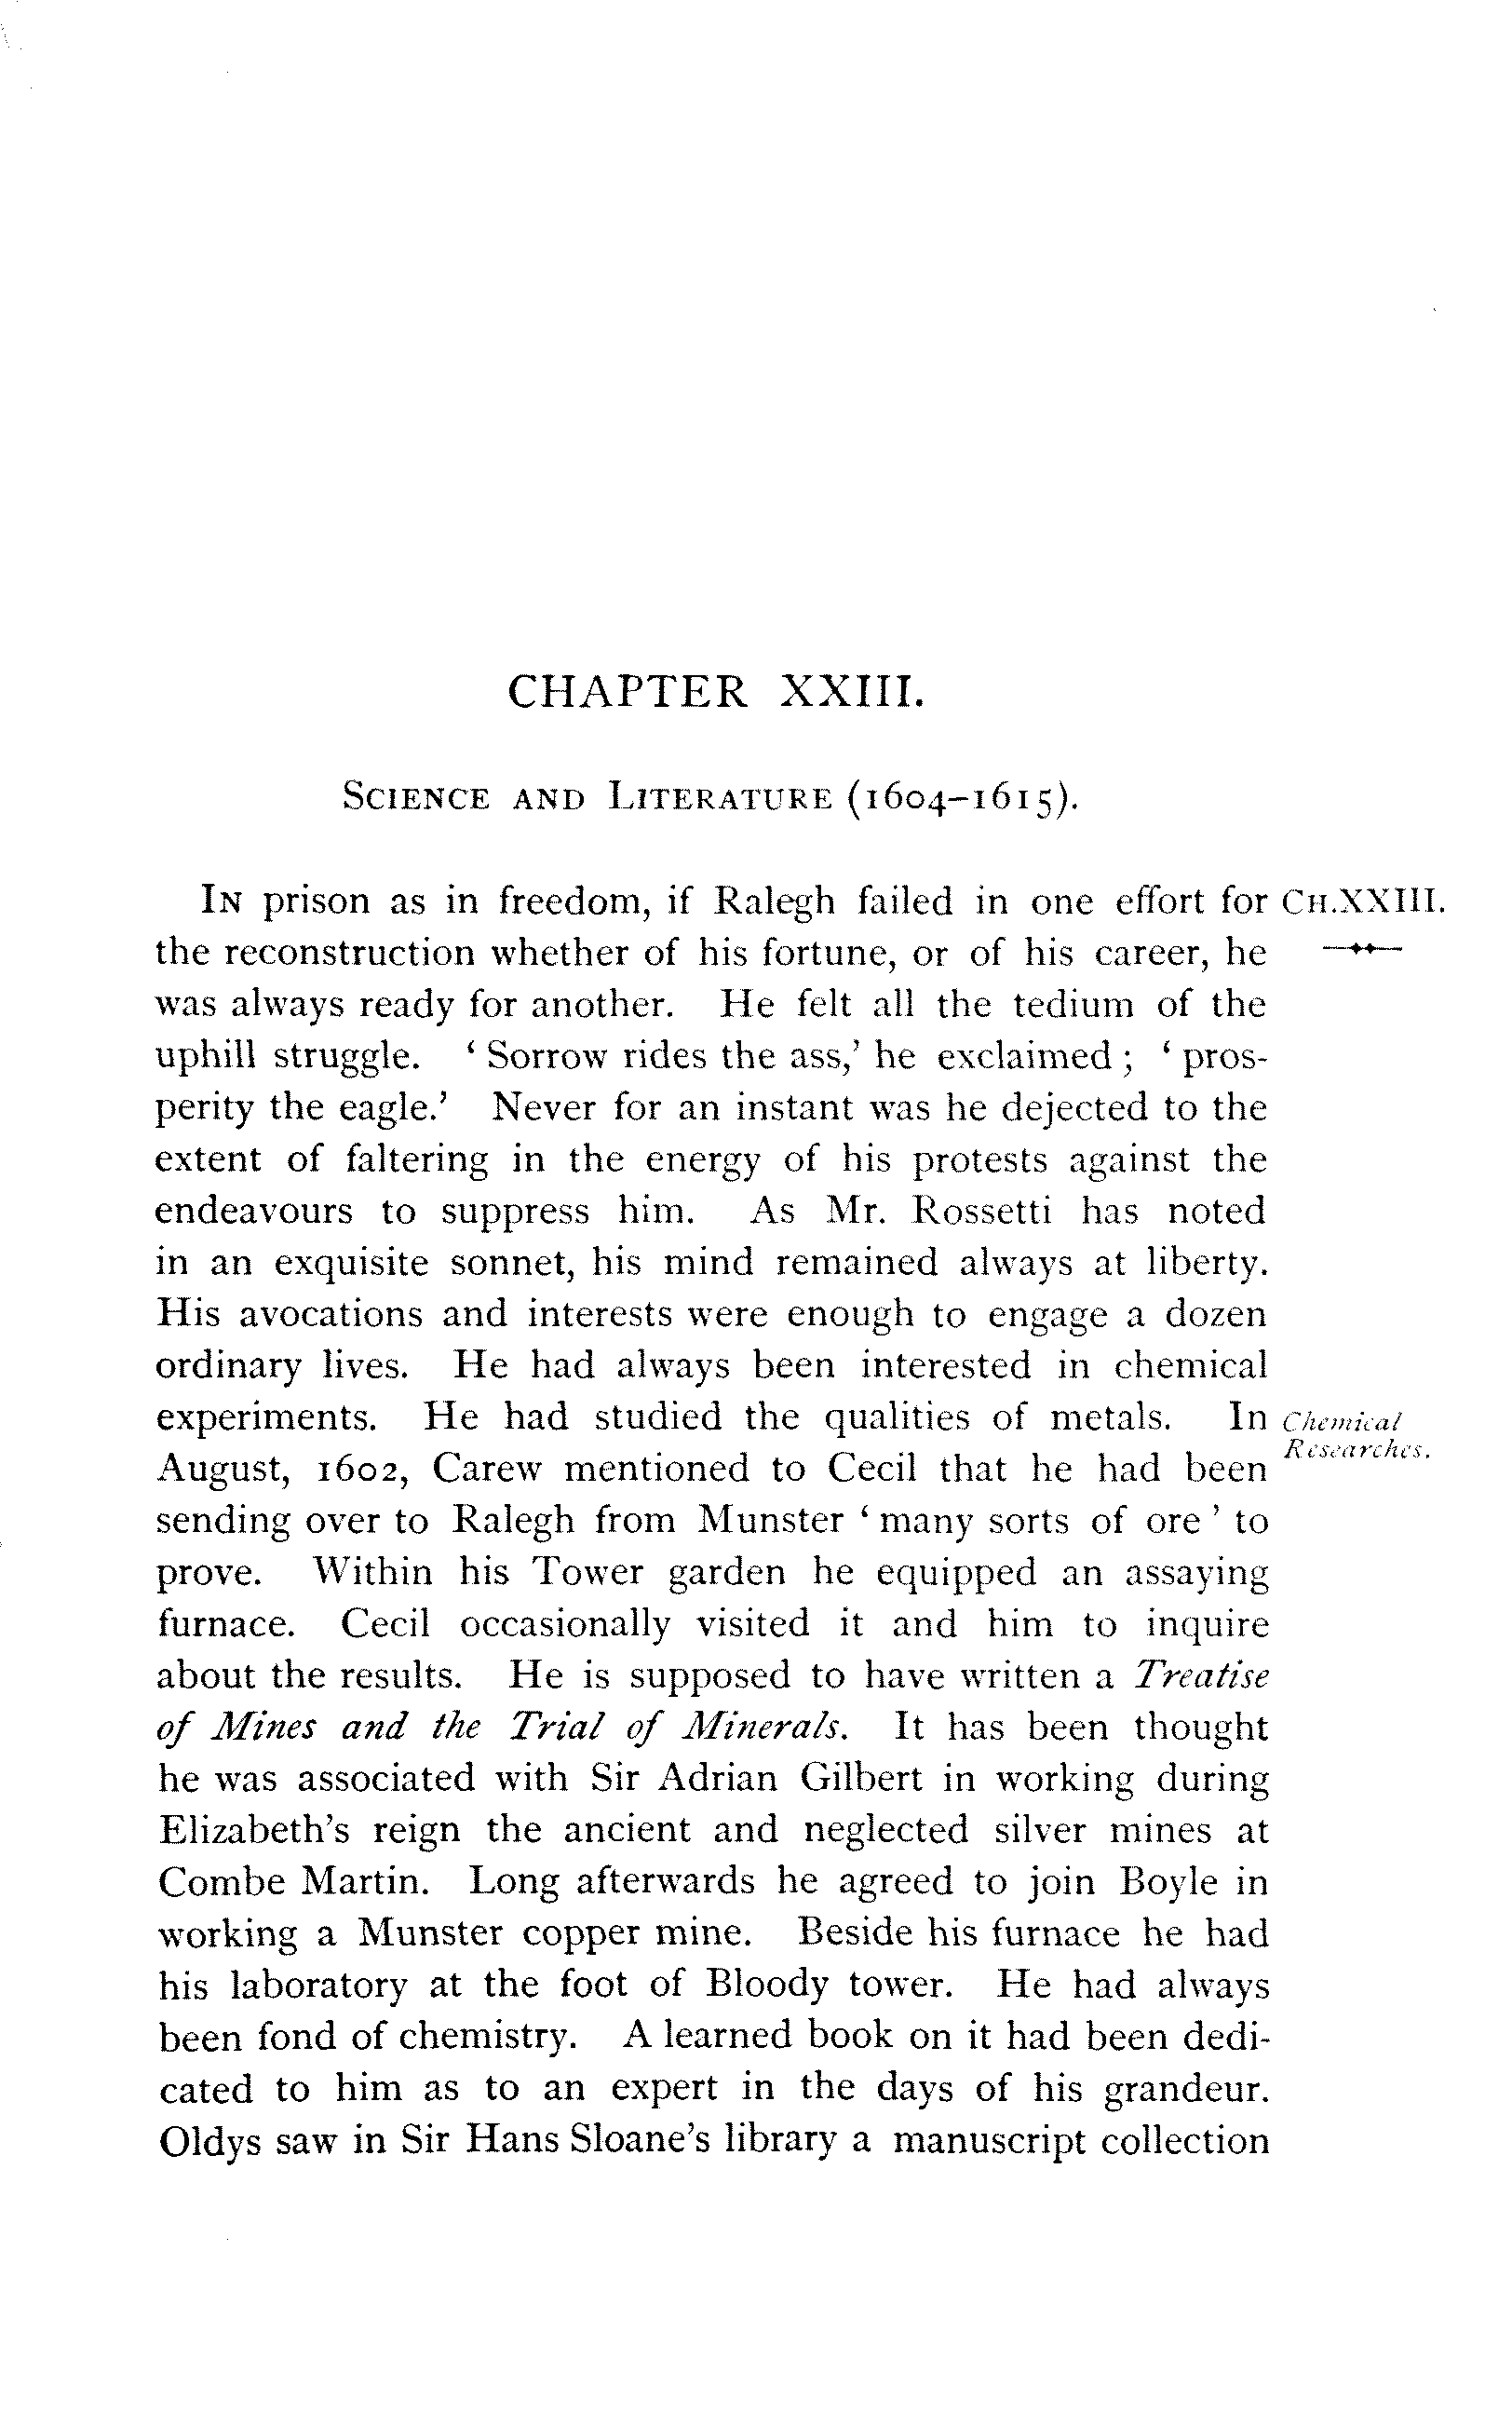 CHAPTER XXIII.
SCIENCE AND LITERATURE (1604–1615).
IN prison as in freedom, if Ralegh failed in one effort for CH.XXIII.
the reconstruction whether of his fortune, or of his career, he
was always ready for another. He felt all the tedium of the
uphill struggle. ‘ Sorrow rides the ass,’ he exclaimed ; ‘ pros-
perity the eagle.’ Never for an instant was he dejected to the
extent of faltering in the energy of his protests against the
endeavours to suppress him. As Mr. Rossetti has noted
in an exquisite sonnet, his mind remained always at liberty.
His avocations and interests were enough to engage a dozen
ordinary lives. He had always been interested in chemical
experiments. He had studied the qualities of metals. In
Chemical
Researches.
August, 1602, Carew mentioned to Cecil that he had been
sending over to Ralegh from Munster ‘ many sorts of ore ’ to
prove. Within his Tower garden he equipped an assaying
furnace. Cecil occasionally visited it and him to inquire
about the results. He is supposed to have written a Treatise
of Mines and the Trial of Minerals. It has been thought
he was associated with Sir Adrian Gilbert in working during
Elizabeth’s reign the ancient and neglected silver mines at
Combe Martin. Long afterwards he agreed to join Boyle in
working a Munster copper mine. Beside his furnace he had
his laboratory at the foot of Bloody tower. He had always
been fond of chemistry. A learned book on it had been dedi-
cated to him as to an expert in the days of his grandeur.
Oldys saw in Sir Hans Sloane’s library a manuscript collection